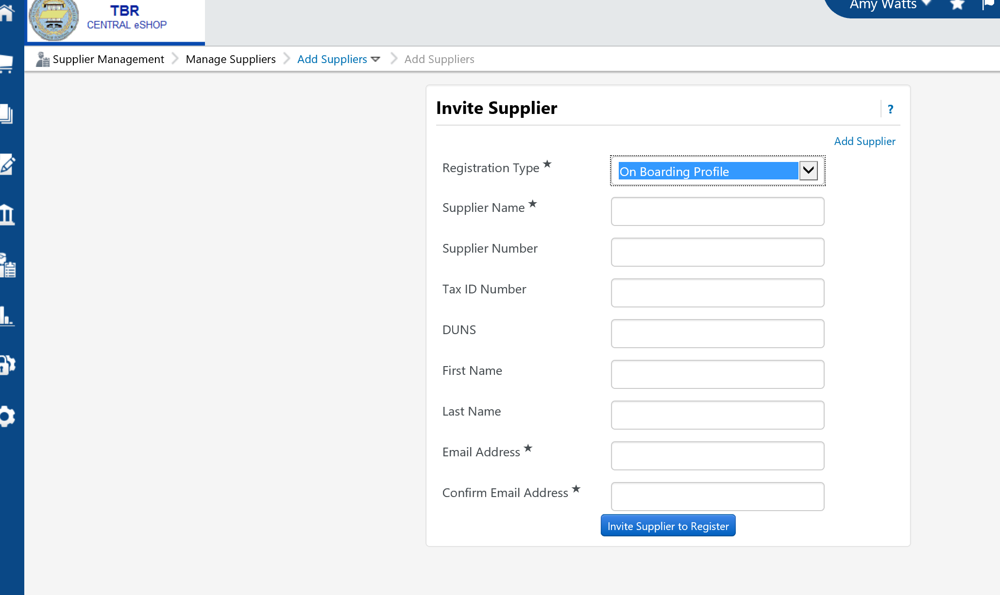 TBR
CENTRAL eSHOP
Amy Watts
Supplier Management Manage Suppliers Add Suppliers Add Suppliers
Invite Supplier ?
Add Supplier
Registration Type ★ On Boarding Profile
Supplier Name ★
Supplier Number
Tax ID Number
DUNS
First Name
Last Name
Email Address ★
Confirm Email Address ★
Invite Supplier to Register